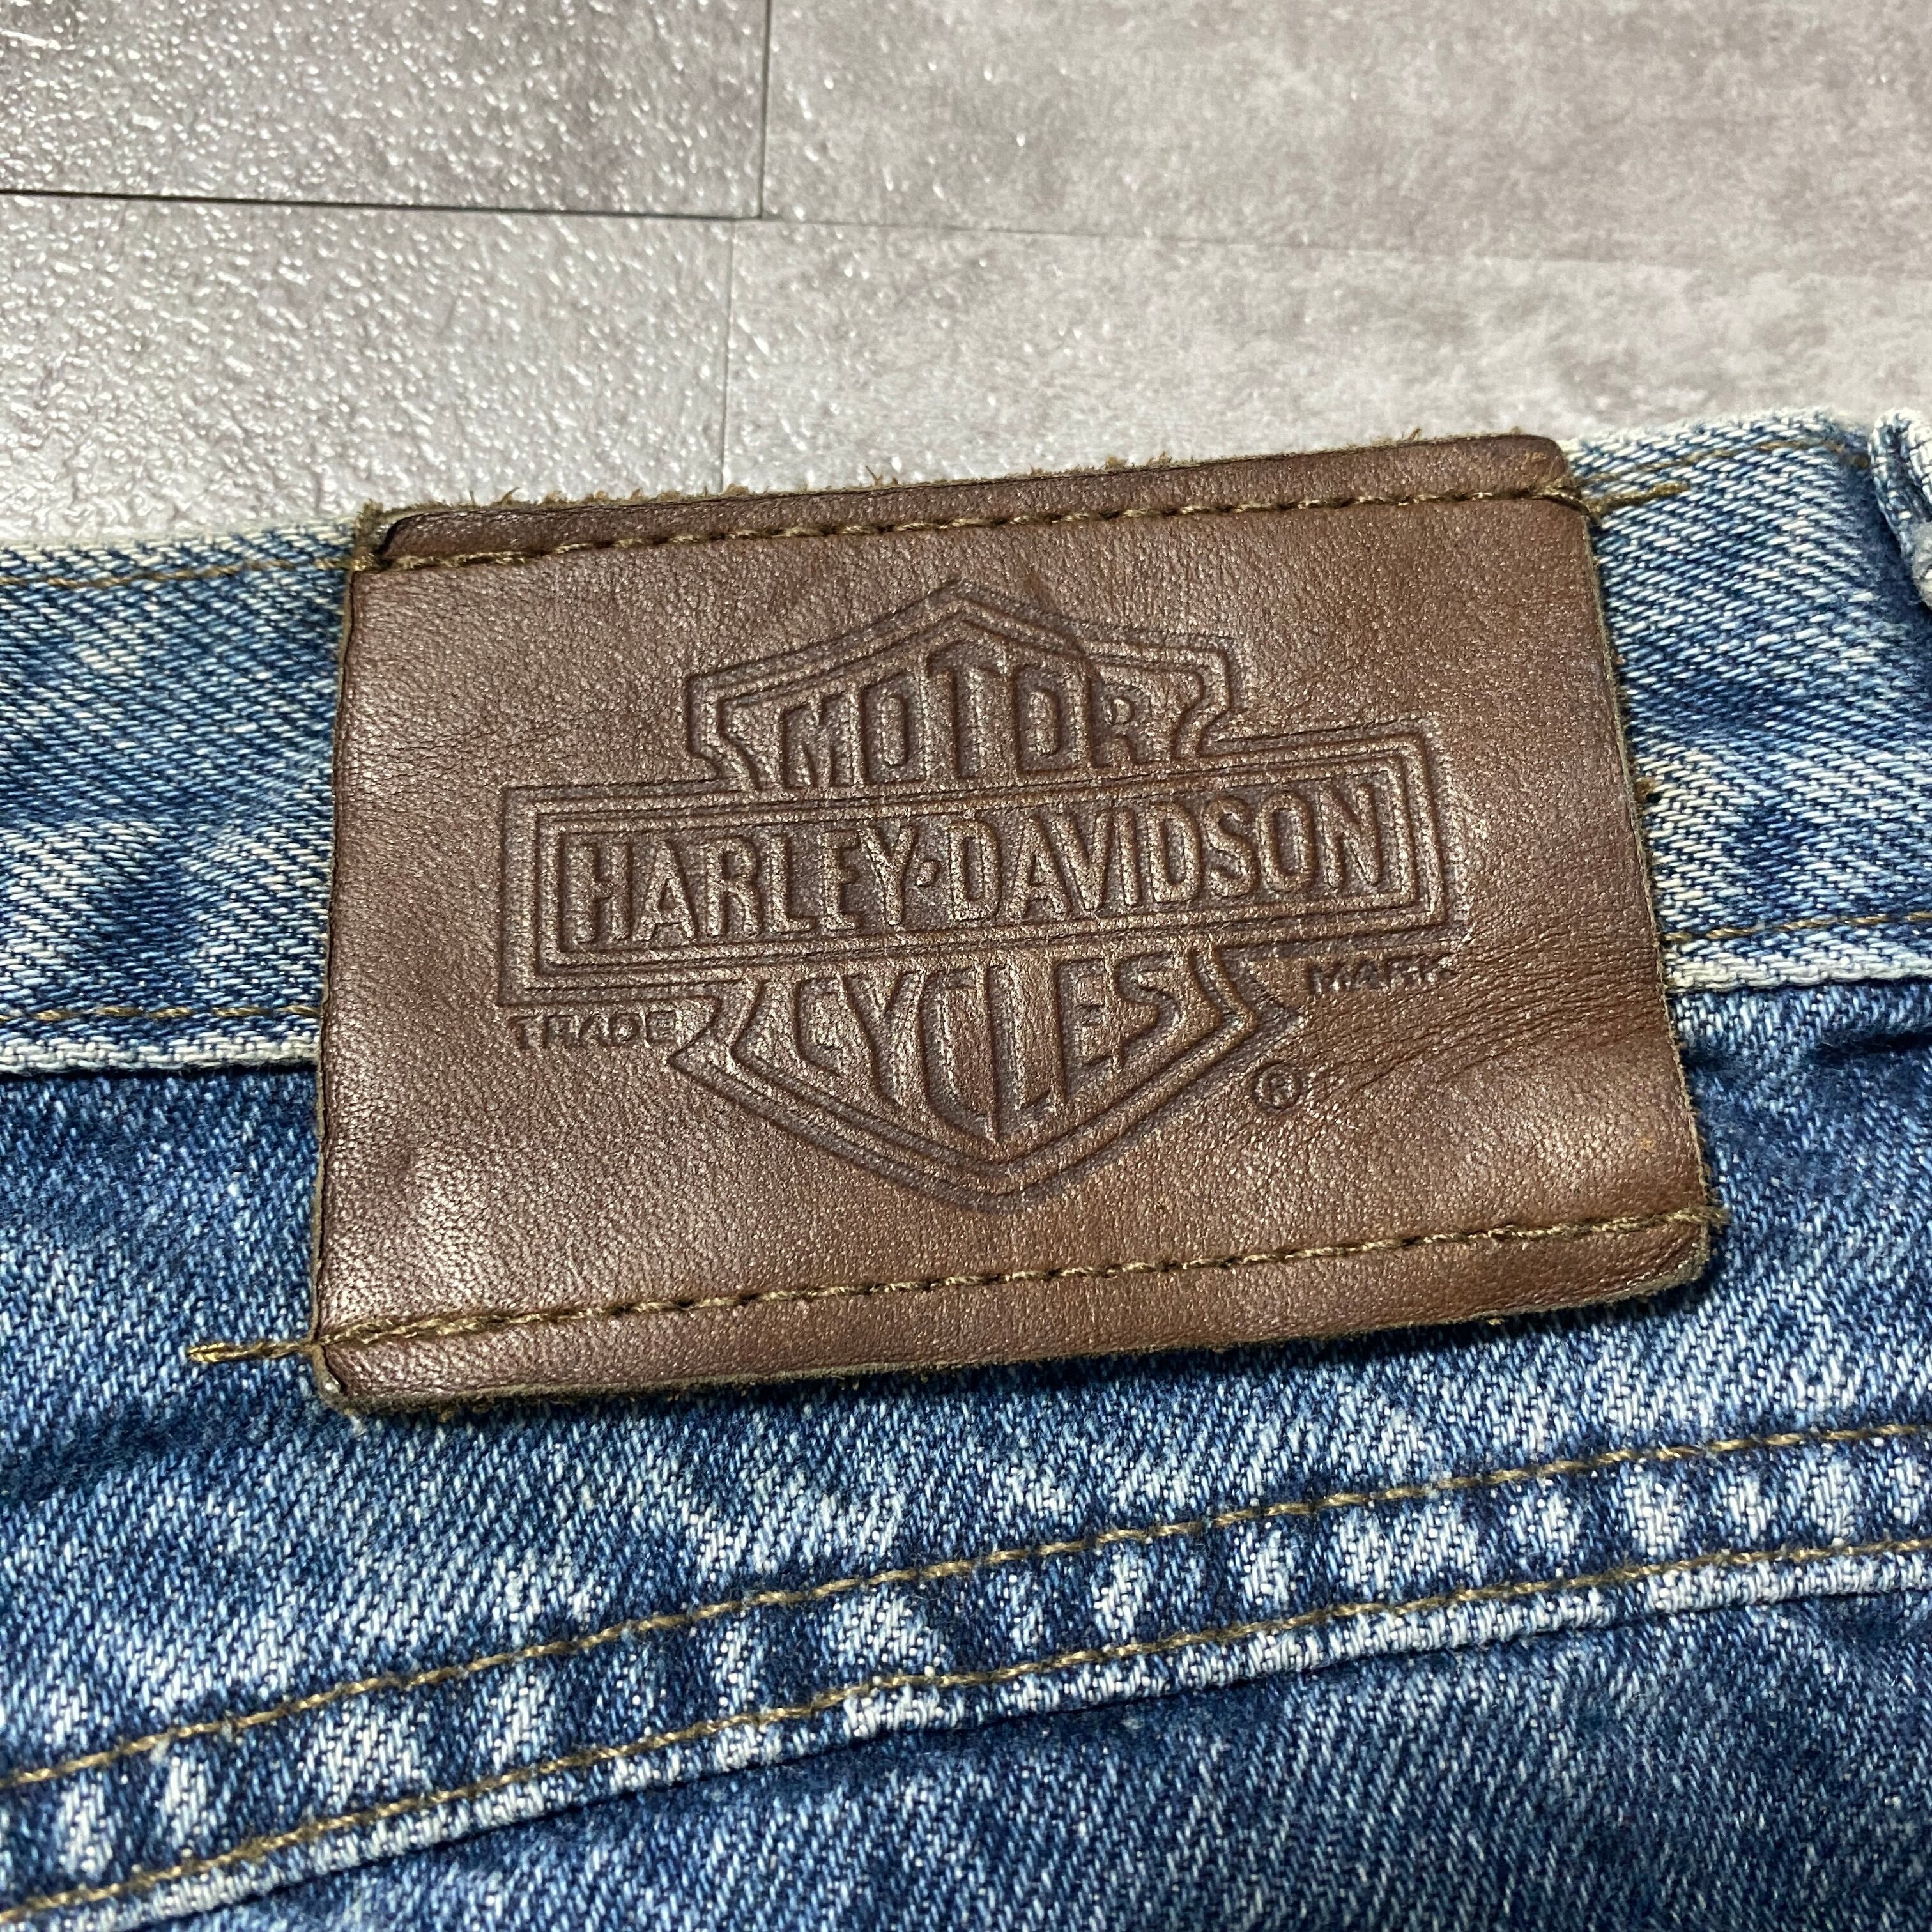 MOTOR
HARLEY-DAVIDSON
CYCLES
TRADE MARK
®